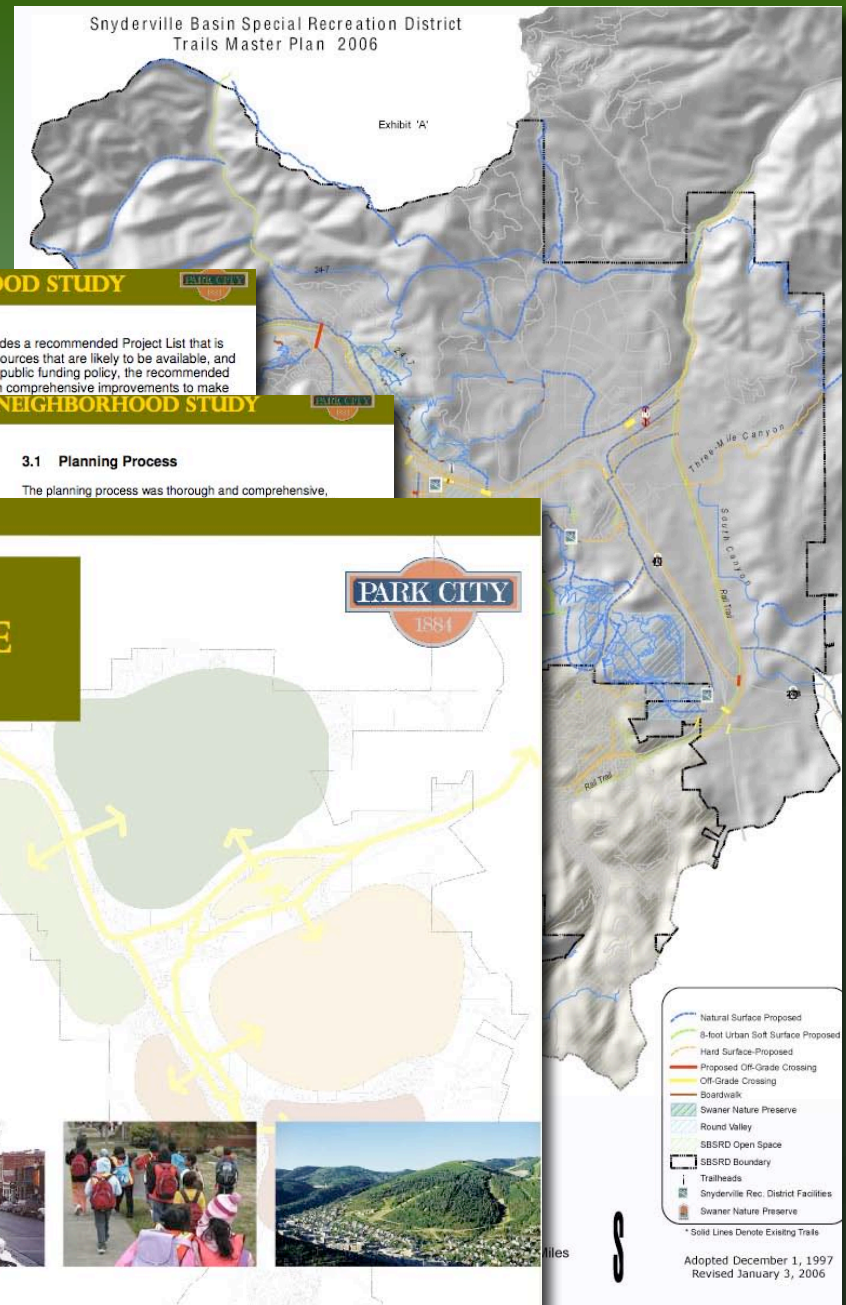 Snyderville Basin Special Recreation District
Trails Master Plan 2006
Exhibit 'A'
24-7
OOD STUDY
PARK CITY
des a recommended Project List that is
ources that are likely to be available, and
public funding policy, the recommended
comprehensive improvements to make
24-7
NEIGHBORHOOD STUDY
PARK CITY
3.1 Planning Process
The planning process was thorough and comprehensive,
Three-Mile Canyon
South Canyon
Rail Trail
PARK CITY
1884
E
Rail Trail
Natural Surface Proposed
8-foot Urban Soft Surface Proposed
Hard Surface-Proposed
Proposed Off-Grade Crossing
Off-Grade Crossing
Boardwalk
Swaner Nature Preserve
Round Valley
SBSRD Open Space
SBSRD Boundary
Trailheads
Snyderville Rec. District Facilities
Swaner Nature Preserve
* Solid Lines Denote Exisitng Trails
Miles
S
Adopted December 1, 1997
Revised January 3, 2006